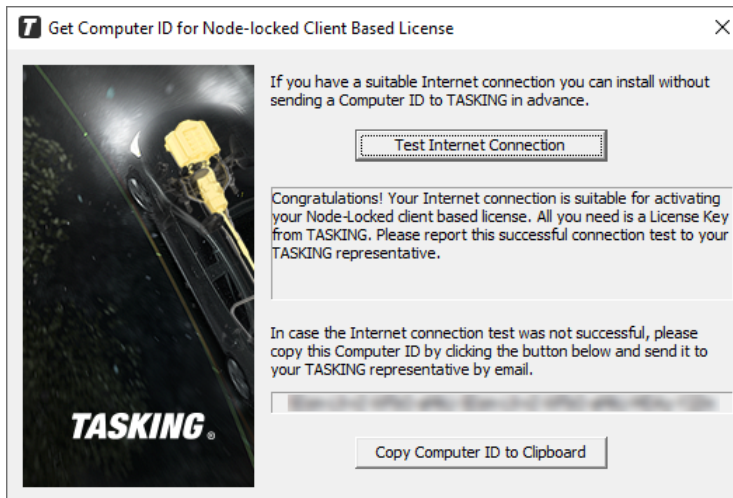 Get Computer ID for Node-locked Client Based License
If you have a suitable Internet connection you can install without
sending a Computer ID to TASKING in advance.
Test Internet Connection
Congratulations! Your Internet connection is suitable for activating
your Node-Locked client based license. All you need is a License Key
from TASKING. Please report this successful connection test to your
TASKING representative.
In case the Internet connection test was not successful, please
copy this Computer ID by clicking the button below and send it to
your TASKING representative by email.
TASKING®
Copy Computer ID to Clipboard